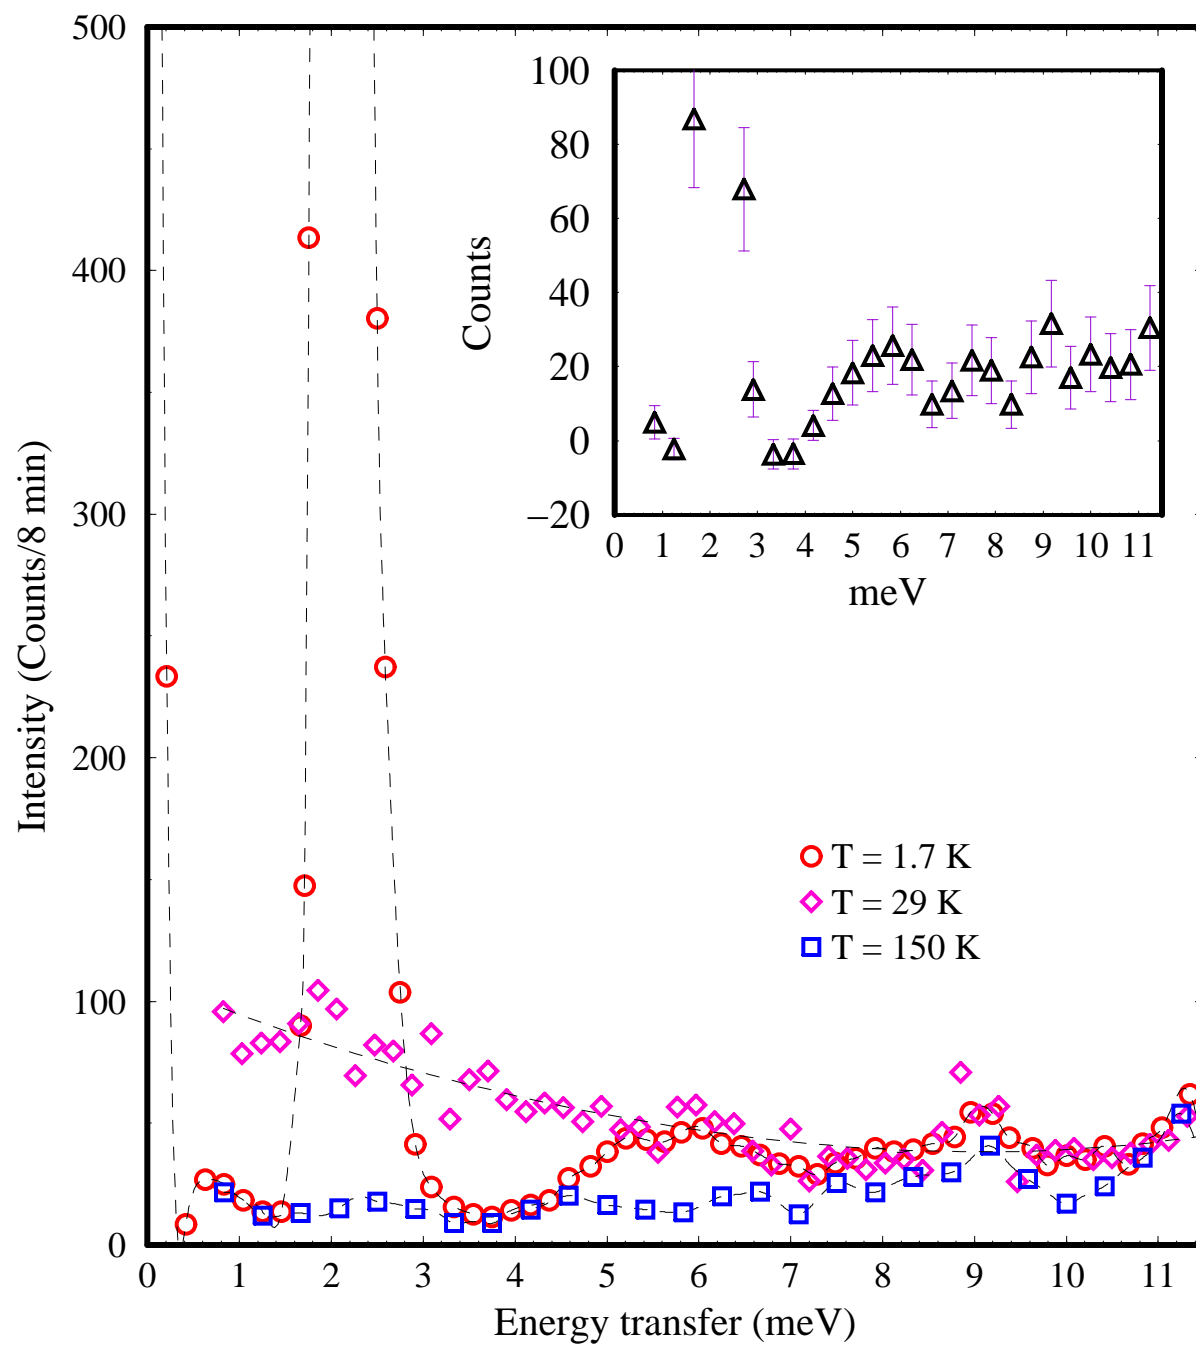 500
400
300
200
100
0
Intensity (Counts/8 min)
0 1 2 3 4 5 6 7 8 9 10 11
Energy transfer (meV)
100
80
60
40
20
0
−20
Counts
0 1 2 3 4 5 6 7 8 9 10 11
meV
T = 1.7 K
T = 29 K
T = 150 K